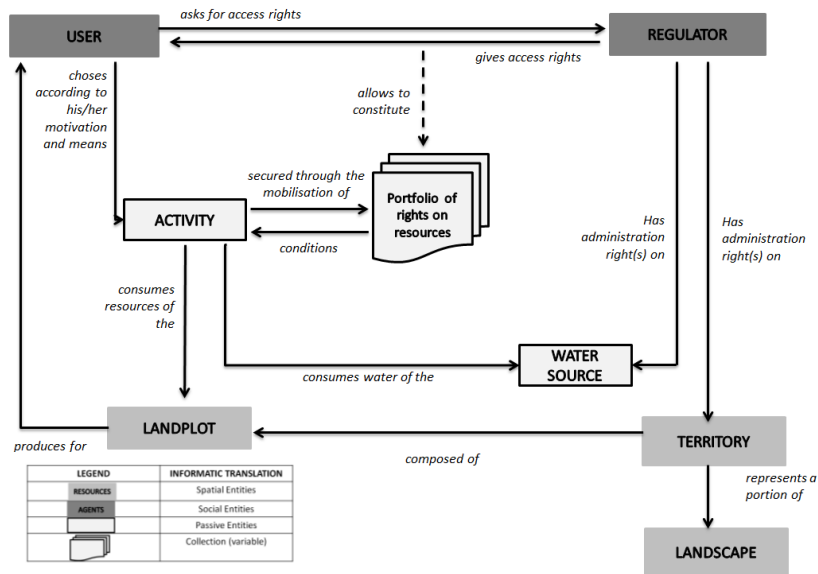 asks for access rights
USER
REGULATOR
gives access rights
choses
according to
his/her
motivation
and means
allows to
constitute
secured through the
mobilisation of
Portfolio of
rights on
resources
ACTIVITY
conditions
Has
administration
right(s) on
Has
administration
right(s) on
consumes
resources of
the
WATER
SOURCE
consumes water of the
LANDPLOT
TERRITORY
produces for
composed of
represents a
portion of
LANDSCAPE
LEGEND INFORMATIC TRANSLATION
RESOURCES Spatial Entities
AGENTS Social Entities
Passive Entities
Collection (variable)